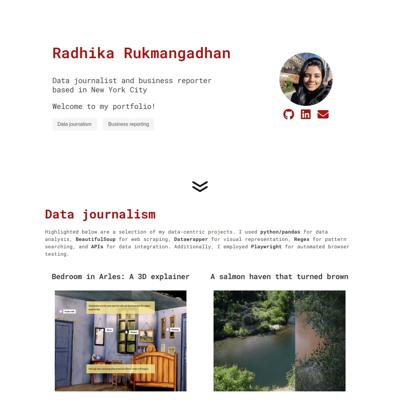 Radhika Rukmangadhan
Data journalist and business reporter
based in New York City
Welcome to my portfolio!
Data journalism
Business reporting
Data journalism
Highlighted below are a selection of my data-centric projects. I used python/pandas for data
analysis, BeautifulSoup for web scraping, Datawrapper for visual representation, Regex for pattern
searching, and APIs for data integration. Additionally, I employed Playwright for automated browser
testing.
Bedroom in Arles: A 3D explainer
A salmon haven that turned brown